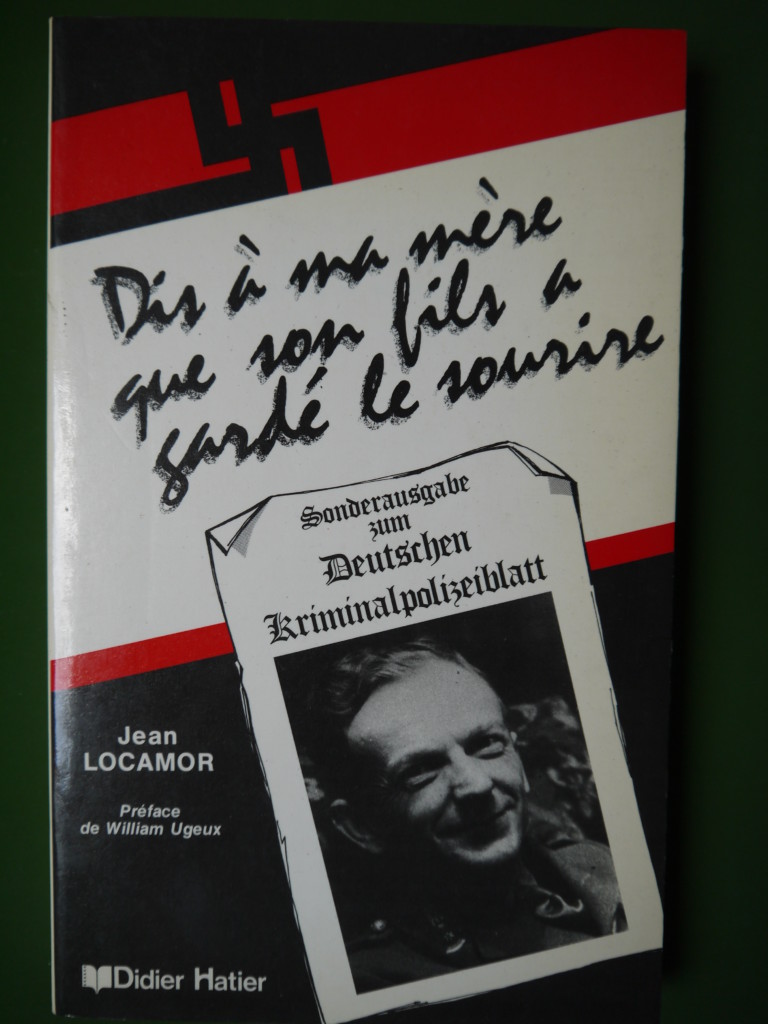 Dis à ma mère
que son fils a
gardé le sourire
Sonderausgabe
zum
Deutschen
Kriminalpolizeiblatt
Jean
LOCAMOR
Préface
de William Ugeux
Didier Hatier